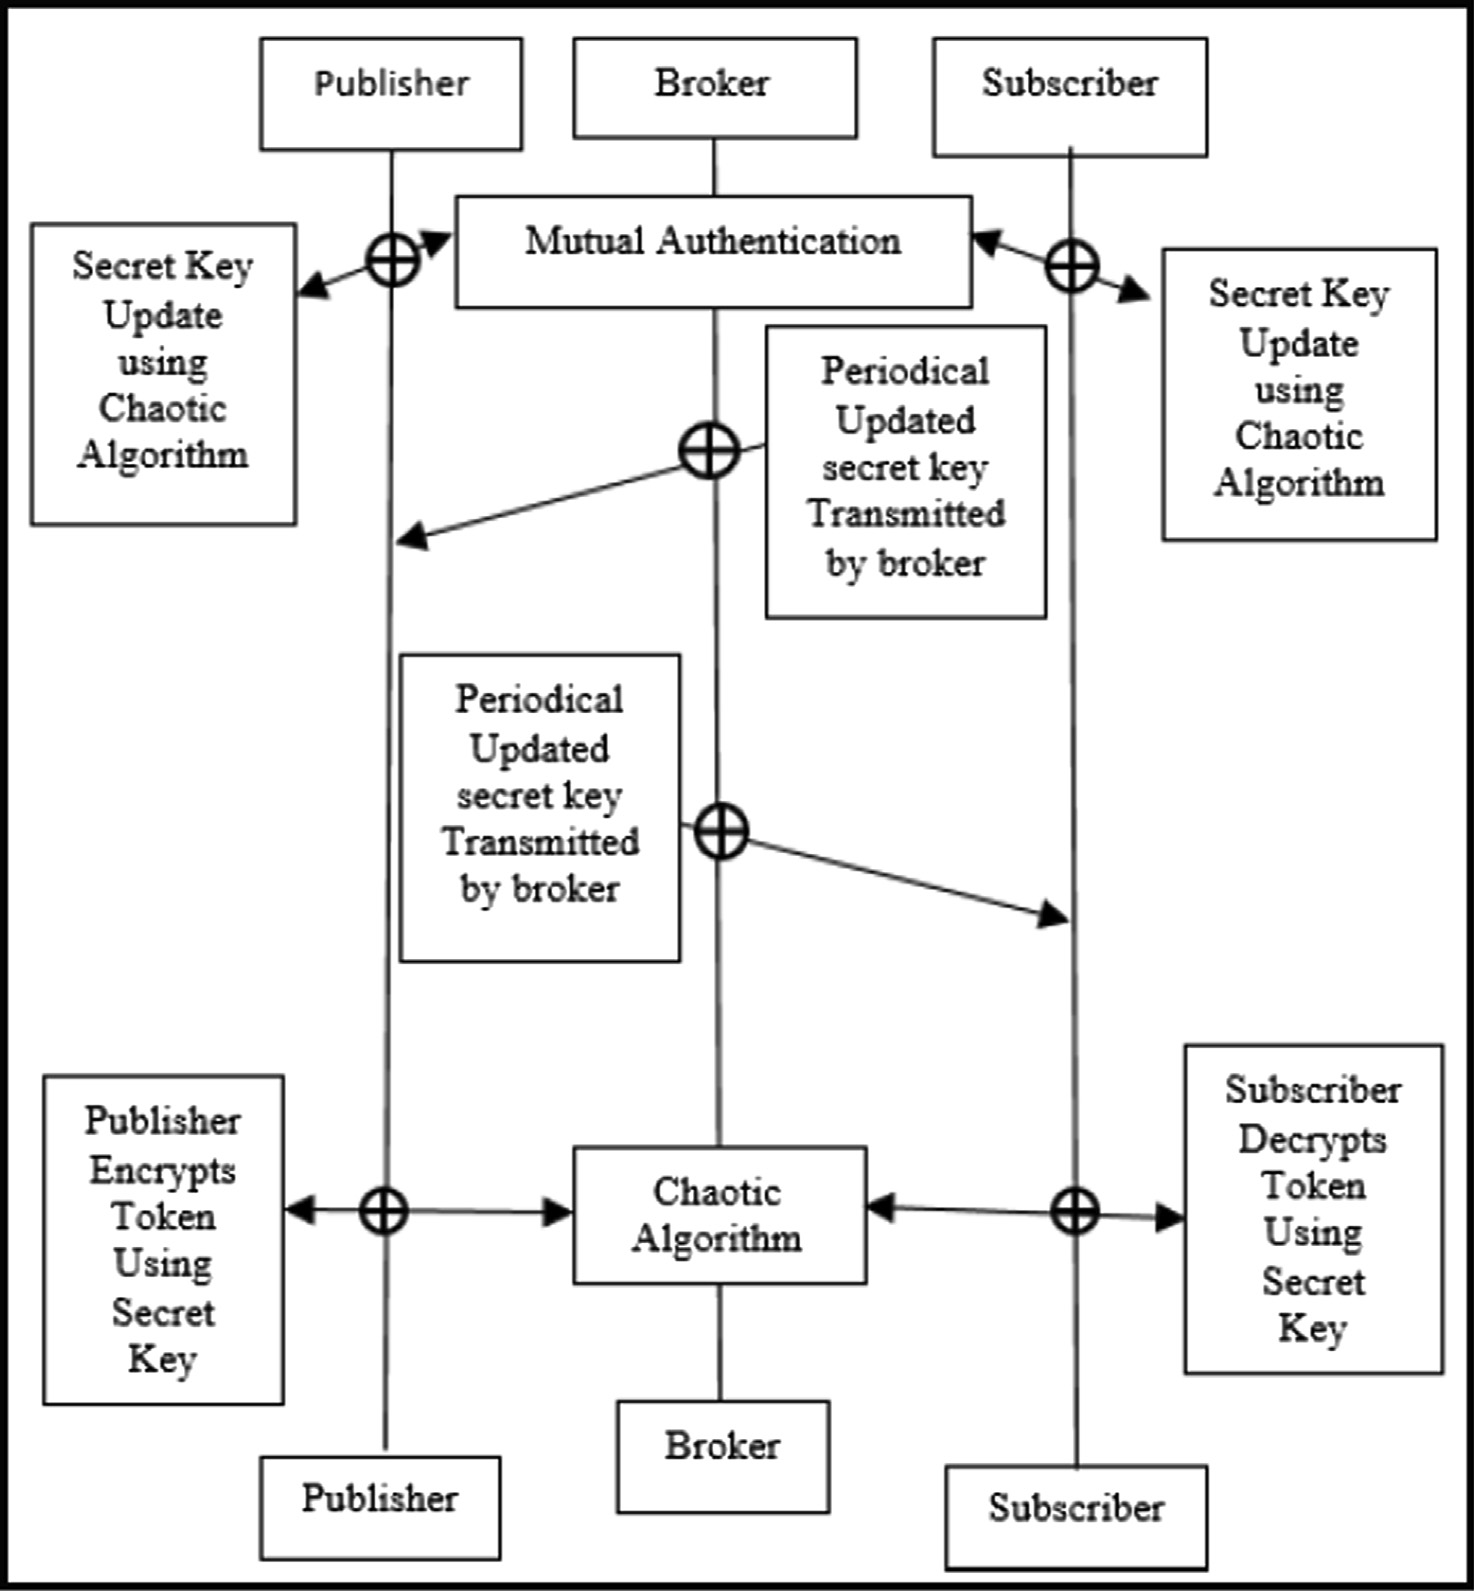 Publisher
Broker
Subscriber
Mutual Authentication
Secret Key
Update
using
Chaotic
Algorithm
Secret Key
Update
using
Chaotic
Algorithm
Periodical
Updated
secret key
Transmitted
by broker
Periodical
Updated
secret key
Transmitted
by broker
Publisher
Encrypts
Token
Using
Secret
Key
Chaotic
Algorithm
Subscriber
Decrypts
Token
Using
Secret
Key
Publisher
Broker
Subscriber